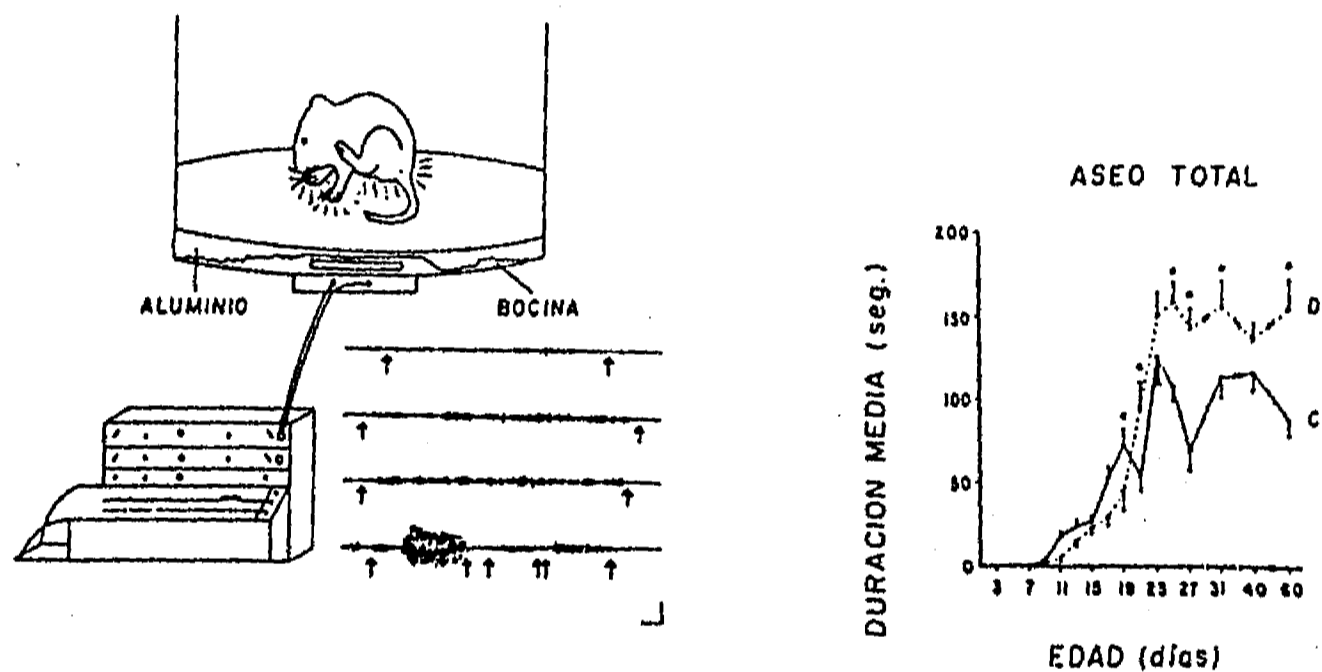 ALUMINIO
BOCINA
ASEO TOTAL
DURACION MEDIA (seg.)
200
150
100
50
0
D
C
3 7 11 15 19 23 27 31 40 60
EDAD (días)